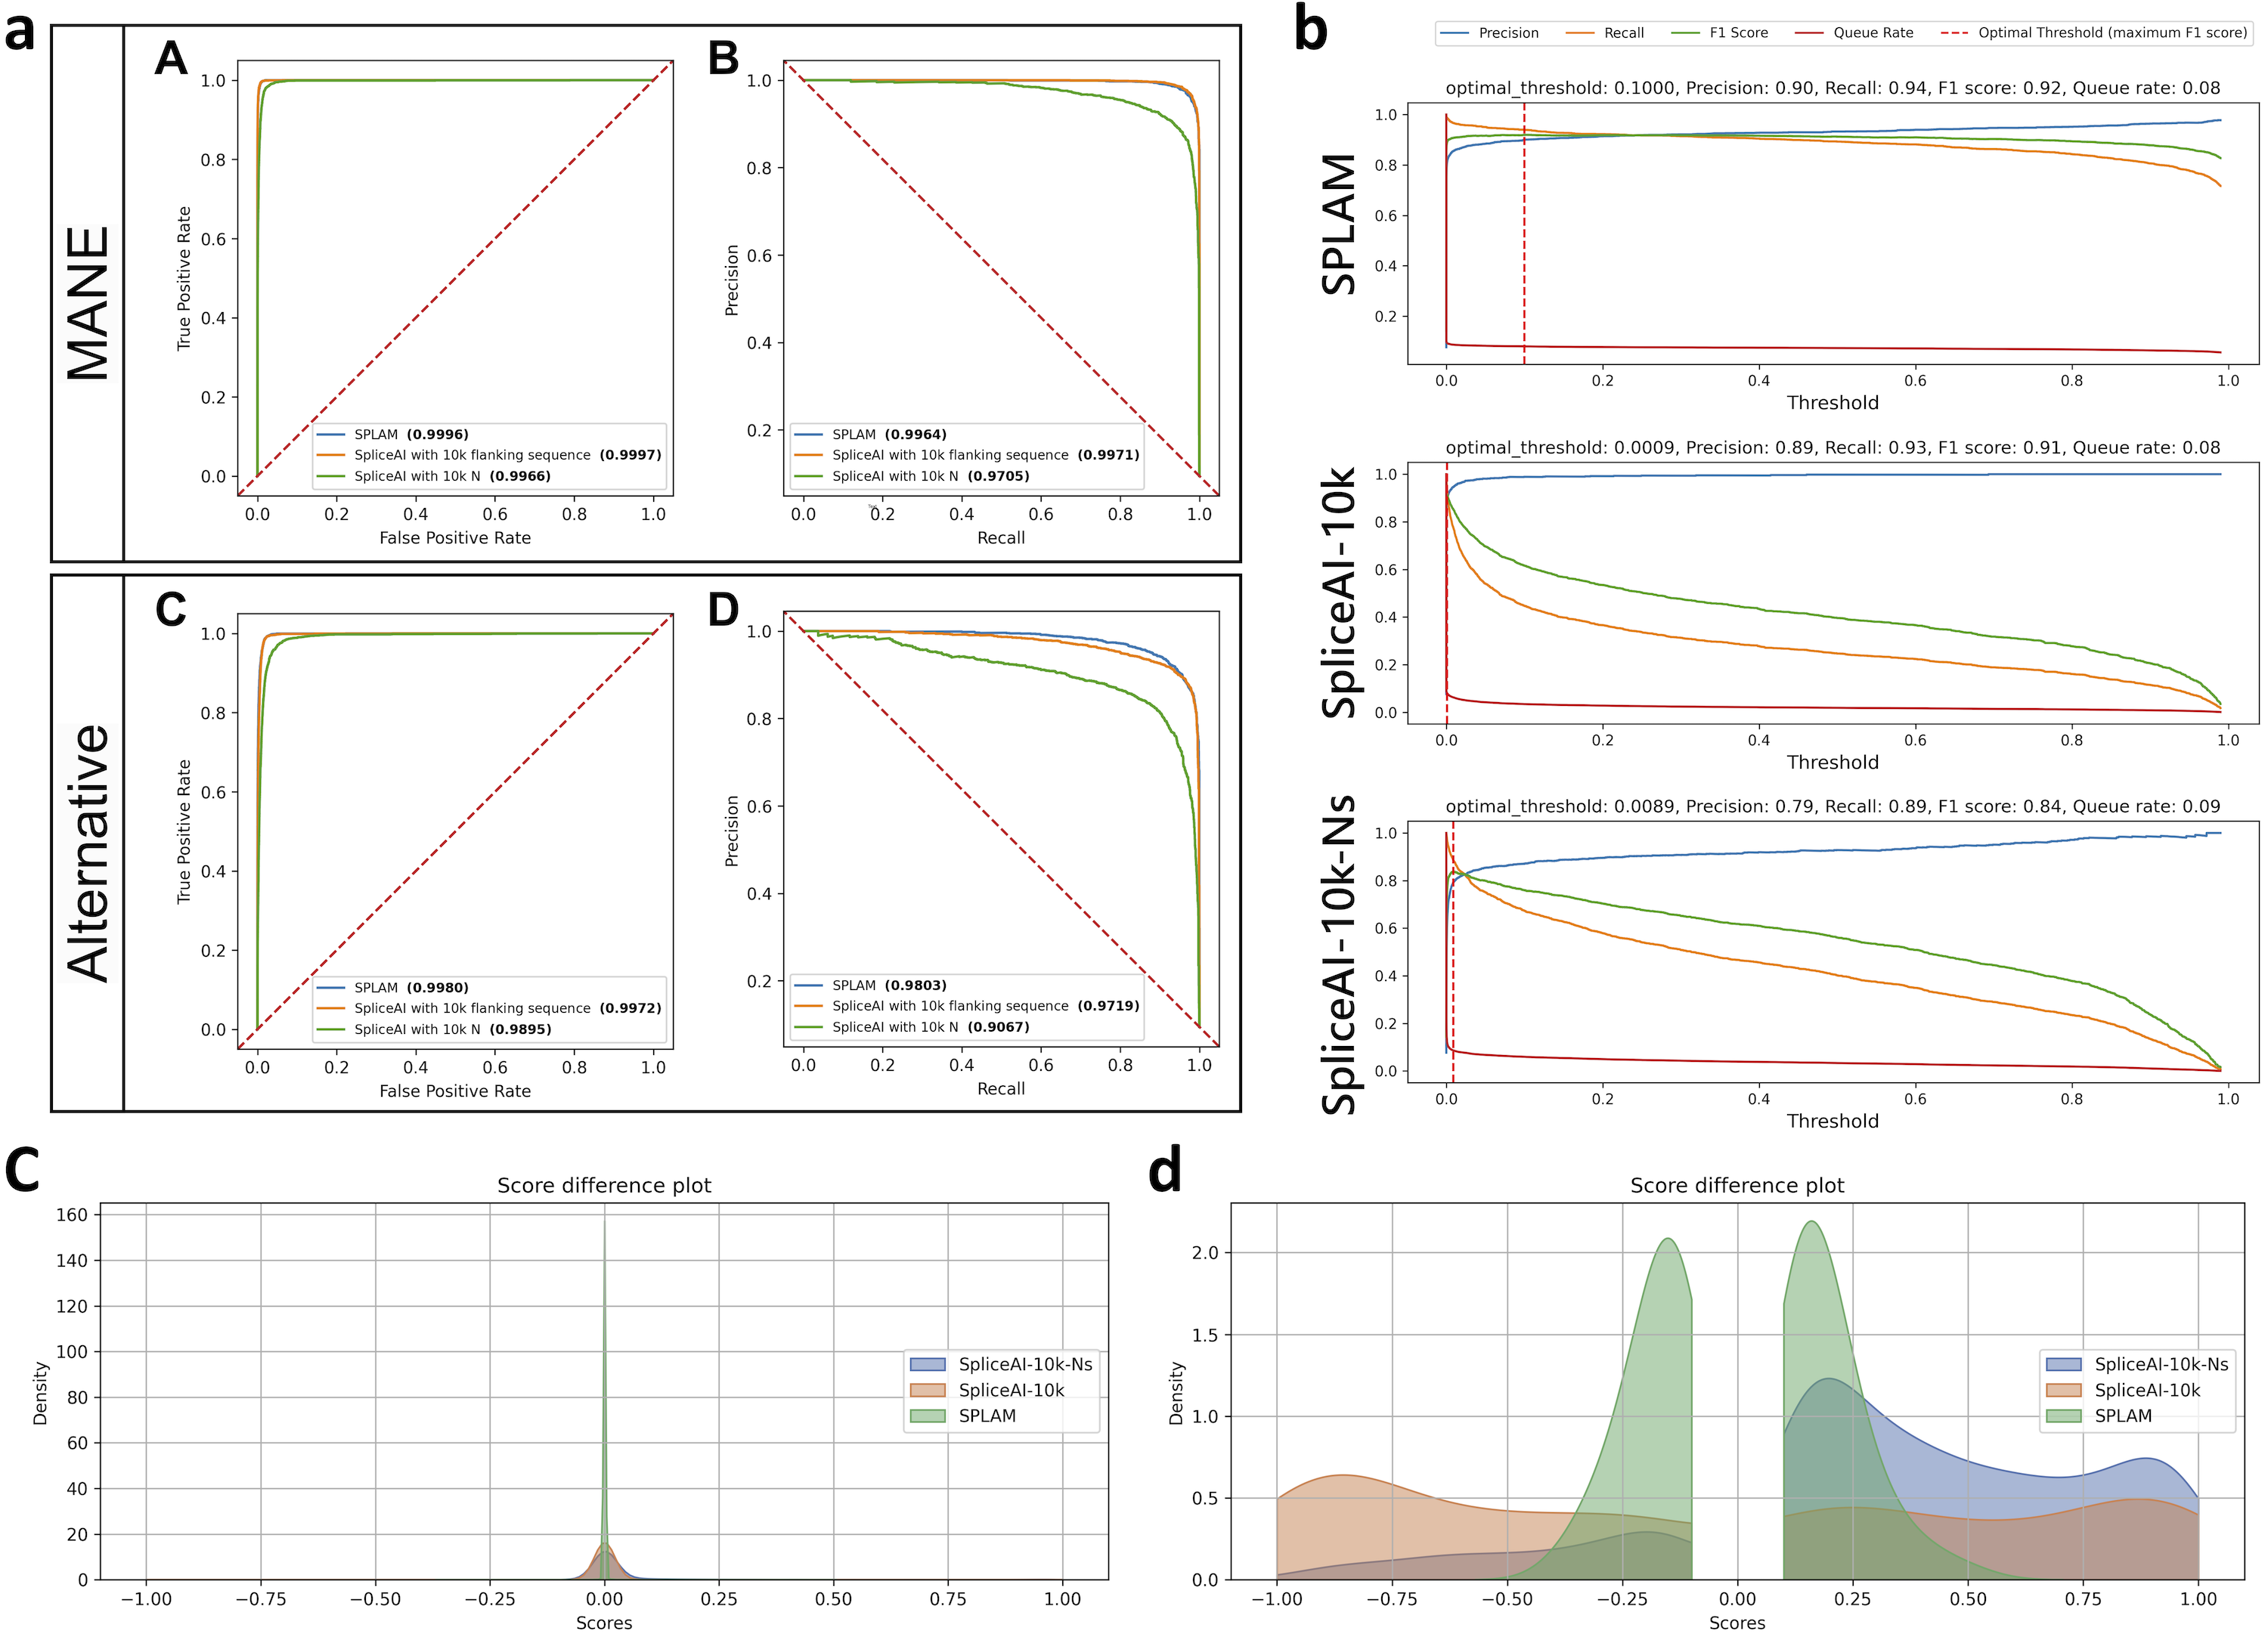 a
MANE
A
1.0
0.8
0.6
0.4
0.2
0.0
True Positive Rate
SPLAM (0.9996)
SpliceAI with 10k flanking sequence (0.9997)
SpliceAI with 10k N (0.9966)
0.0 0.2 0.4 0.6 0.8 1.0
False Positive Rate
B
1.0
0.8
0.6
0.4
0.2
Precision
SPLAM (0.9964)
SpliceAI with 10k flanking sequence (0.9971)
SpliceAI with 10k N (0.9705)
0.0 0.2 0.4 0.6 0.8 1.0
Recall
Alternative
C
1.0
0.8
0.6
0.4
0.2
0.0
True Positive Rate
SPLAM (0.9980)
SpliceAI with 10k flanking sequence (0.9972)
SpliceAI with 10k N (0.9895)
0.0 0.2 0.4 0.6 0.8 1.0
False Positive Rate
D
1.0
0.8
0.6
0.4
0.2
Precision
SPLAM (0.9803)
SpliceAI with 10k flanking sequence (0.9719)
SpliceAI with 10k N (0.9067)
0.0 0.2 0.4 0.6 0.8 1.0
Recall
b
Precision Recall F1 Score Queue Rate Optimal Threshold (maximum F1 score)
SPLAM
optimal_threshold: 0.1000, Precision: 0.90, Recall: 0.94, F1 score: 0.92, Queue rate: 0.08
1.0
0.8
0.6
0.4
0.2
0.0 0.2 0.4 0.6 0.8 1.0
Threshold
SpliceAI-10k
optimal_threshold: 0.0009, Precision: 0.89, Recall: 0.93, F1 score: 0.91, Queue rate: 0.08
1.0
0.8
0.6
0.4
0.2
0.0
0.0 0.2 0.4 0.6 0.8 1.0
Threshold
SpliceAI-10k-Ns
optimal_threshold: 0.0089, Precision: 0.79, Recall: 0.89, F1 score: 0.84, Queue rate: 0.09
1.0
0.8
0.6
0.4
0.2
0.0
0.0 0.2 0.4 0.6 0.8 1.0
Threshold
C
Score difference plot
160
140
120
100
80
60
40
20
0
Density
SpliceAI-10k-Ns
SpliceAI-10k
SPLAM
−1.00 −0.75 −0.50 −0.25 0.00 0.25 0.50 0.75 1.00
Scores
d
Score difference plot
2.0
1.5
1.0
0.5
0.0
Density
SpliceAI-10k-Ns
SpliceAI-10k
SPLAM
−1.00 −0.75 −0.50 −0.25 0.00 0.25 0.50 0.75 1.00
Scores